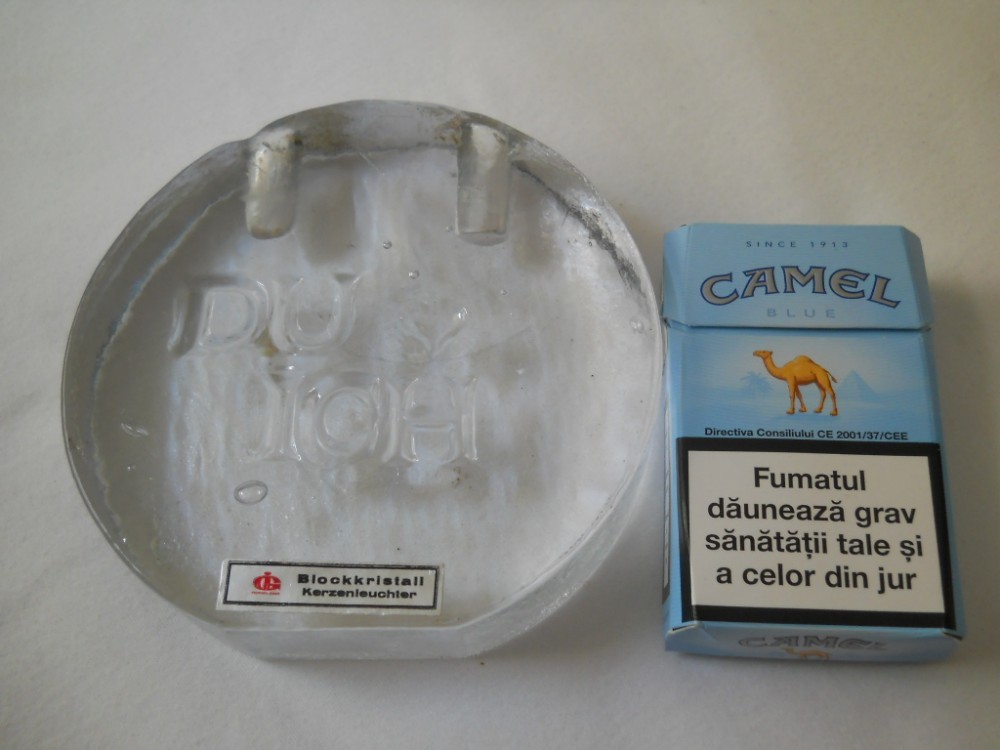 DU
ICH
Blockkristall
Kerzenleuchter
SINCE 1913
CAMEL
BLUE
Directiva Consiliului CE 2001/37/CEE
Fumatul
dăunează grav
sănătății tale și
a celor din jur
CAMEL